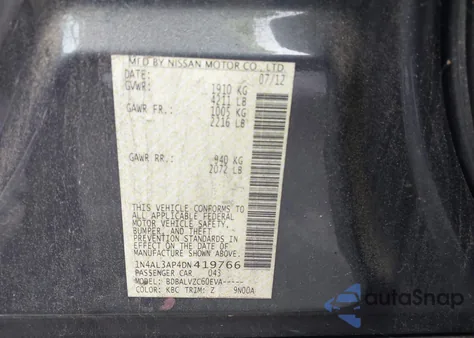 MFD BY NISSAN MOTOR CO., LTD.
DATE: 07/12
GVWR: 1910 KG
4211 LB
GAWR FR.: 1005 KG
2216 LB
GAWR RR.: 940 KG
2072 LB
THIS VEHICLE CONFORMS TO
ALL APPLICABLE FEDERAL
MOTOR VEHICLE SAFETY,
BUMPER, AND THEFT
PREVENTION STANDARDS
IN EFFECT ON THE DATE OF
MANUFACTURE SHOWN ABOVE.
1N4AL3AP4DN419766
PASSENGER CAR 043
MODEL: BDBALVZC60EVA-----
COLOR: KBC TRIM: Z 9N00A
AutoSnap